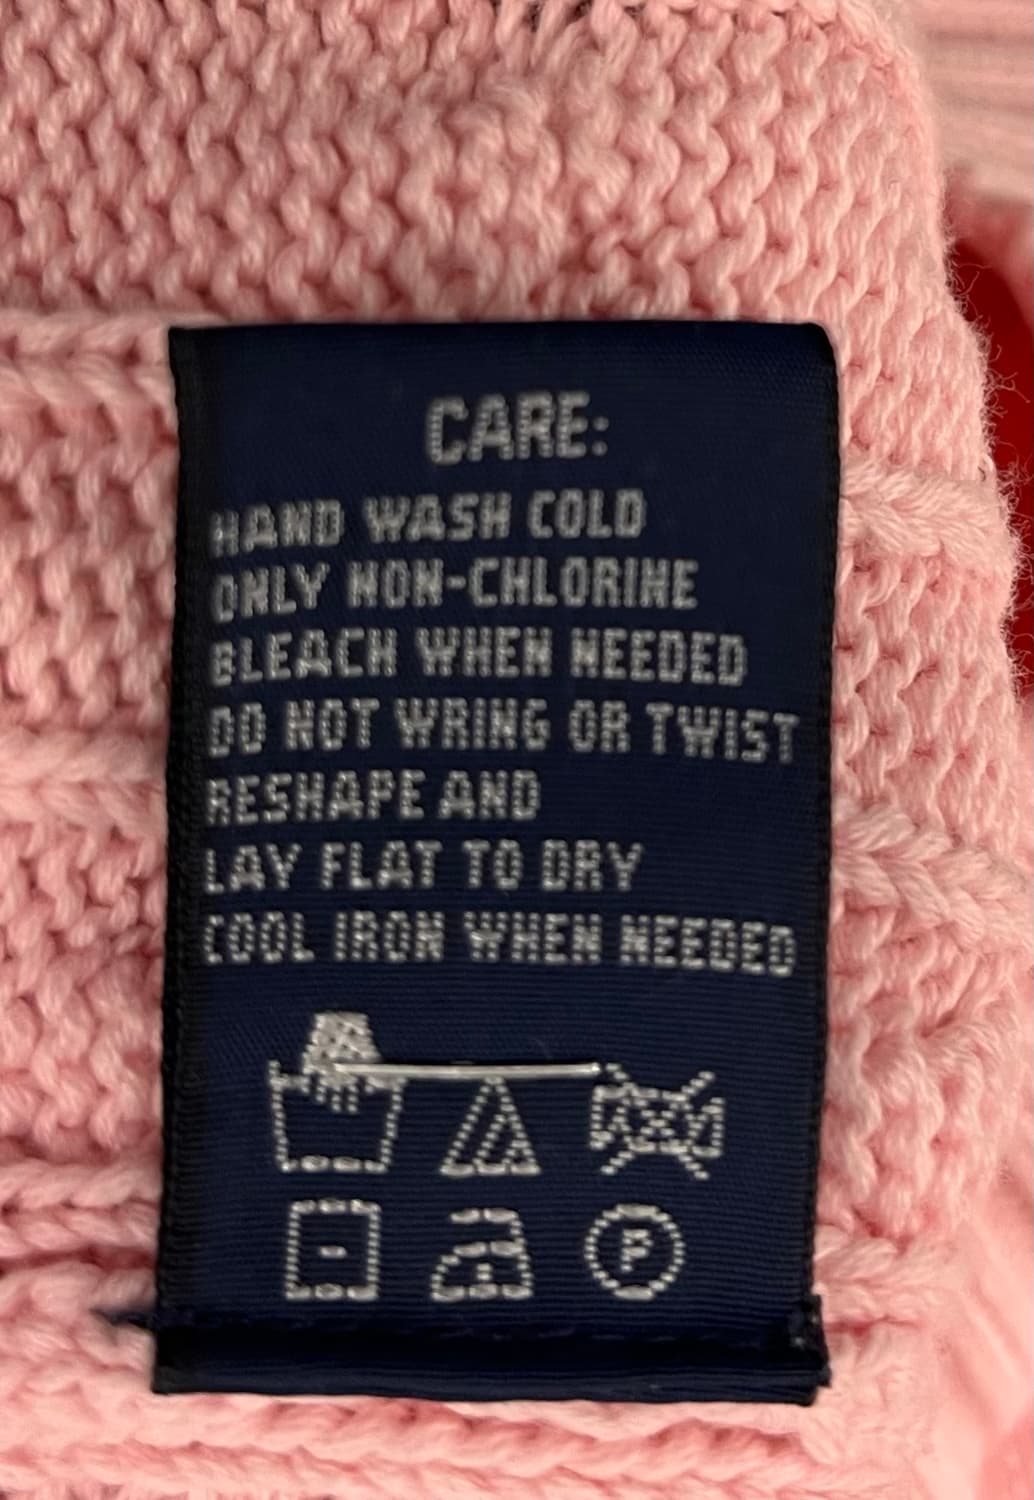 CARE:
HAND WASH COLD
ONLY NON-CHLORINE
BLEACH WHEN NEEDED
DO NOT WRING OR TWIST
RESHAPE AND
LAY FLAT TO DRY
COOL IRON WHEN NEEDED
P